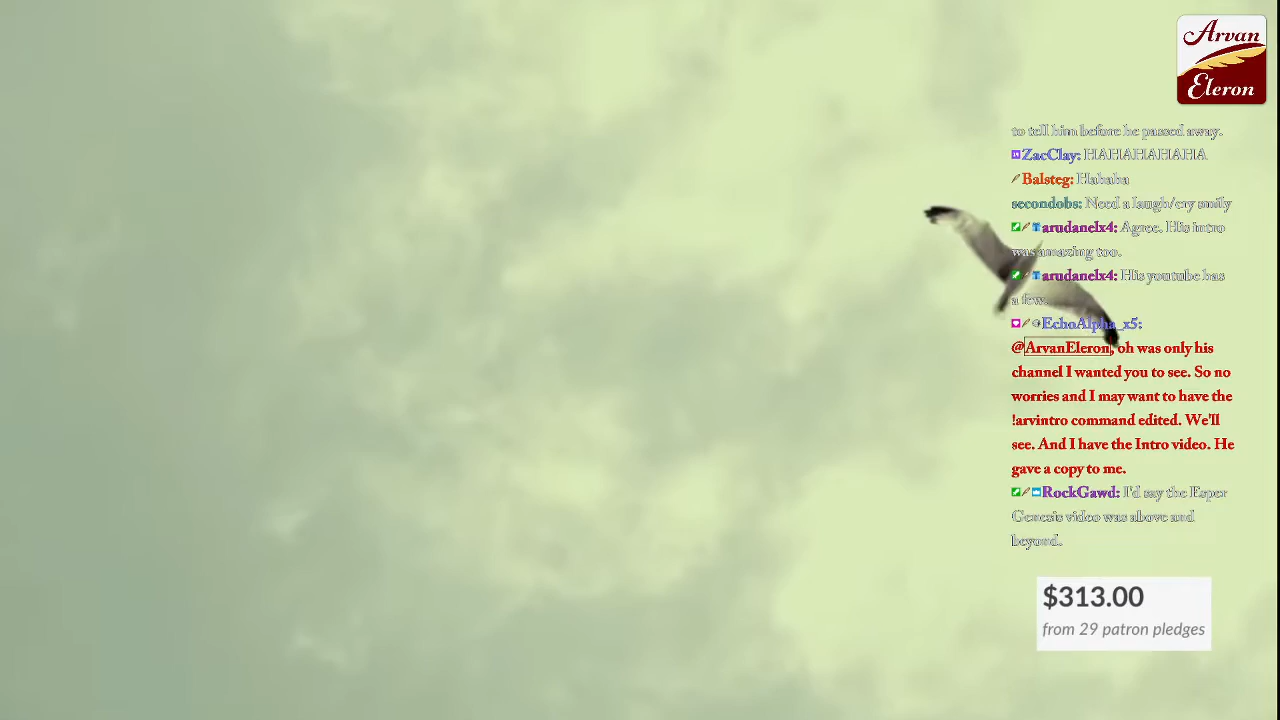 Arvan
Eleron
to tell him before he passed away.
ZacClay: HAHAHAHAHA
Balsteg: Hahaha
secondobs: Need a laugh/cry smily
arudanelx4: Agree. His intro
was amazing too.
arudanelx4: His youtube has
a few.
EchoAlpha_x5:
@ArvanEleron, oh was only his
channel I wanted you to see. So no
worries and I may want to have the
!arvintro command edited. We'll
see. And I have the Intro video. He
gave a copy to me.
RockGawd: I'd say the Esper
Genesis video was above and
beyond.
$313.00
from 29 patron pledges